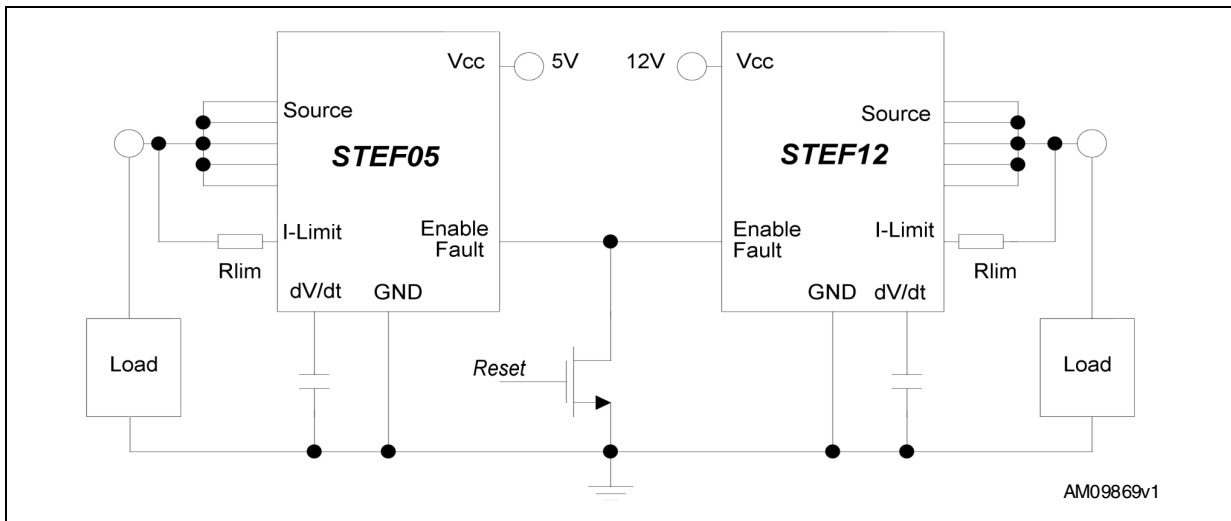 Vcc
5V
12V
Vcc
Source
Source
STEF05
STEF12
I-Limit
Enable
Fault
Enable
Fault
I-Limit
Rlim
Rlim
dV/dt
GND
GND
dV/dt
Load
Reset
Load
AM09869v1